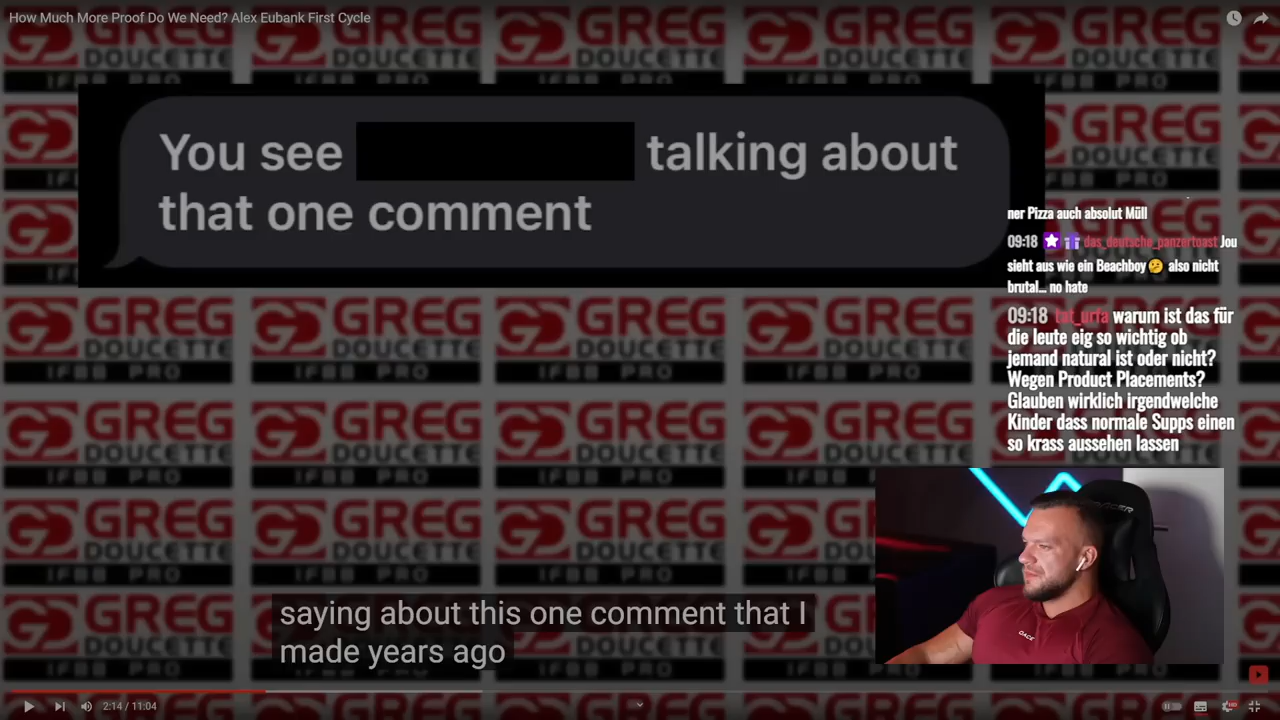 How Much More Proof Do We Need? Alex Eubank First Cycle
You see talking about
that one comment
GREG
DOUCETTE
IFBB PRO
ner Pizza auch absolut Müll
09:18 das_deutsche_panzertoast Jou
sieht aus wie ein Beachboy🤔 also nicht
brutal... no hate
09:18 tot_urfa warum ist das für
die leute eig so wichtig ob
jemand natural ist oder nicht?
Wegen Product Placements?
Glauben wirklich irgendwelche
Kinder dass normale Supps einen
so krass aussehen lassen
saying about this one comment that I
made years ago
2:14 / 11:04